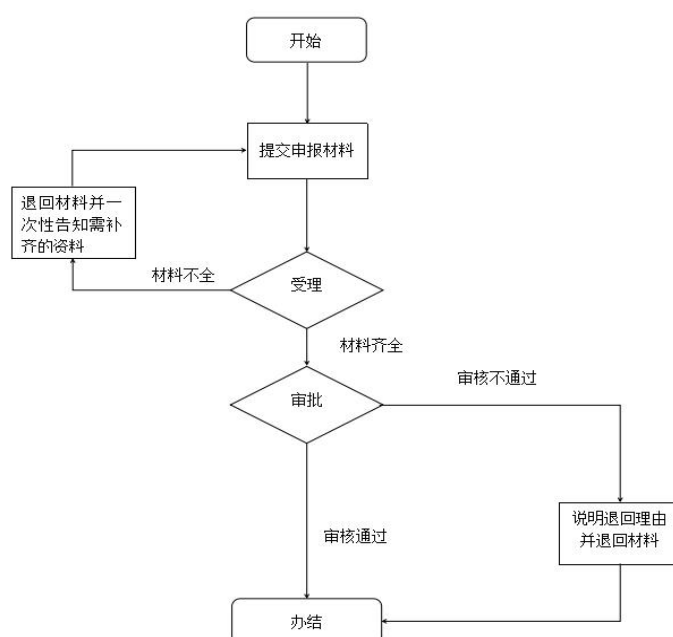 开始
提交申报材料
退回材料并一
次性告知需补
齐的资料
材料不全
受理
材料齐全
审核不通过
审批
说明退回理由
并退回材料
审核通过
办结